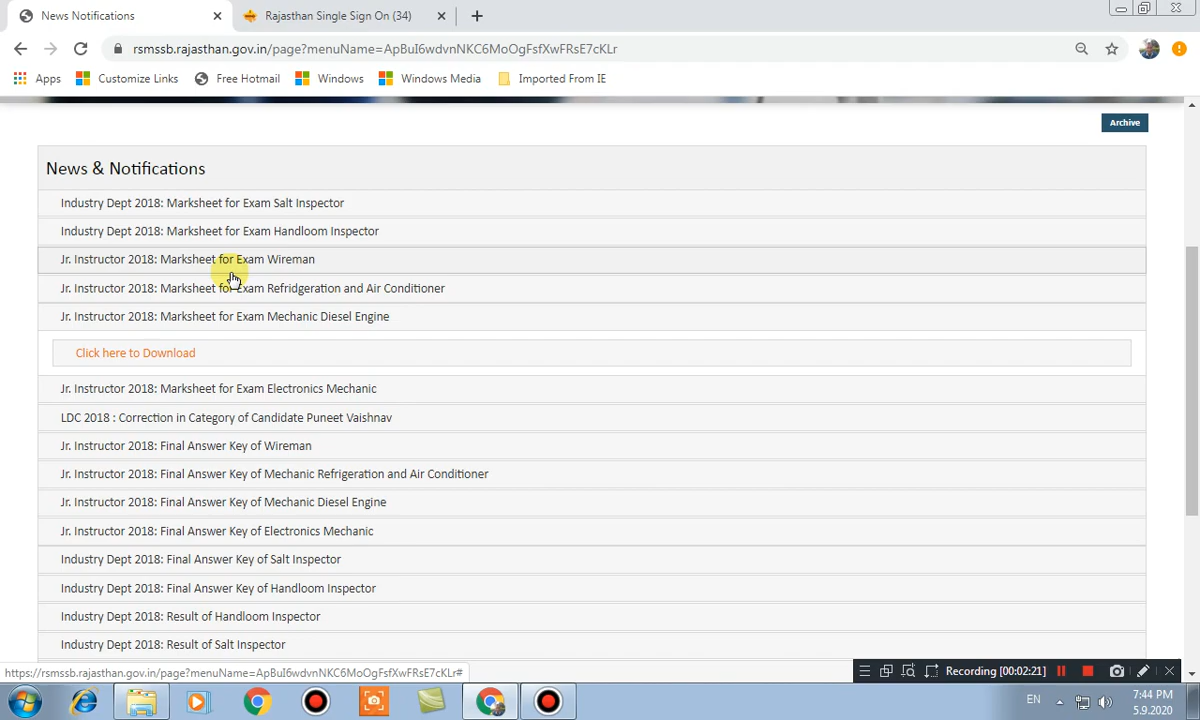 News Notifications
Rajasthan Single Sign On (34)
rsmssb.rajasthan.gov.in/page?menuName=ApBuI6wdvnNKC6MoOgFsfXwFRsE7cKLr
Apps
Customize Links
Free Hotmail
Windows
Windows Media
Imported From IE
Archive
News & Notifications
Industry Dept 2018: Marksheet for Exam Salt Inspector
Industry Dept 2018: Marksheet for Exam Handloom Inspector
Jr. Instructor 2018: Marksheet for Exam Wireman
Jr. Instructor 2018: Marksheet for Exam Refridgeration and Air Conditioner
Jr. Instructor 2018: Marksheet for Exam Mechanic Diesel Engine
Click here to Download
Jr. Instructor 2018: Marksheet for Exam Electronics Mechanic
LDC 2018 : Correction in Category of Candidate Puneet Vaishnav
Jr. Instructor 2018: Final Answer Key of Wireman
Jr. Instructor 2018: Final Answer Key of Mechanic Refrigeration and Air Conditioner
Jr. Instructor 2018: Final Answer Key of Mechanic Diesel Engine
Jr. Instructor 2018: Final Answer Key of Electronics Mechanic
Industry Dept 2018: Final Answer Key of Salt Inspector
Industry Dept 2018: Final Answer Key of Handloom Inspector
Industry Dept 2018: Result of Handloom Inspector
Industry Dept 2018: Result of Salt Inspector
https://rsmssb.rajasthan.gov.in/page?menuName=ApBuI6wdvnNKC6MoOgFsfXwFRsE7cKLr#
Recording [00:02:21]
EN
7:44 PM
5.9.2020